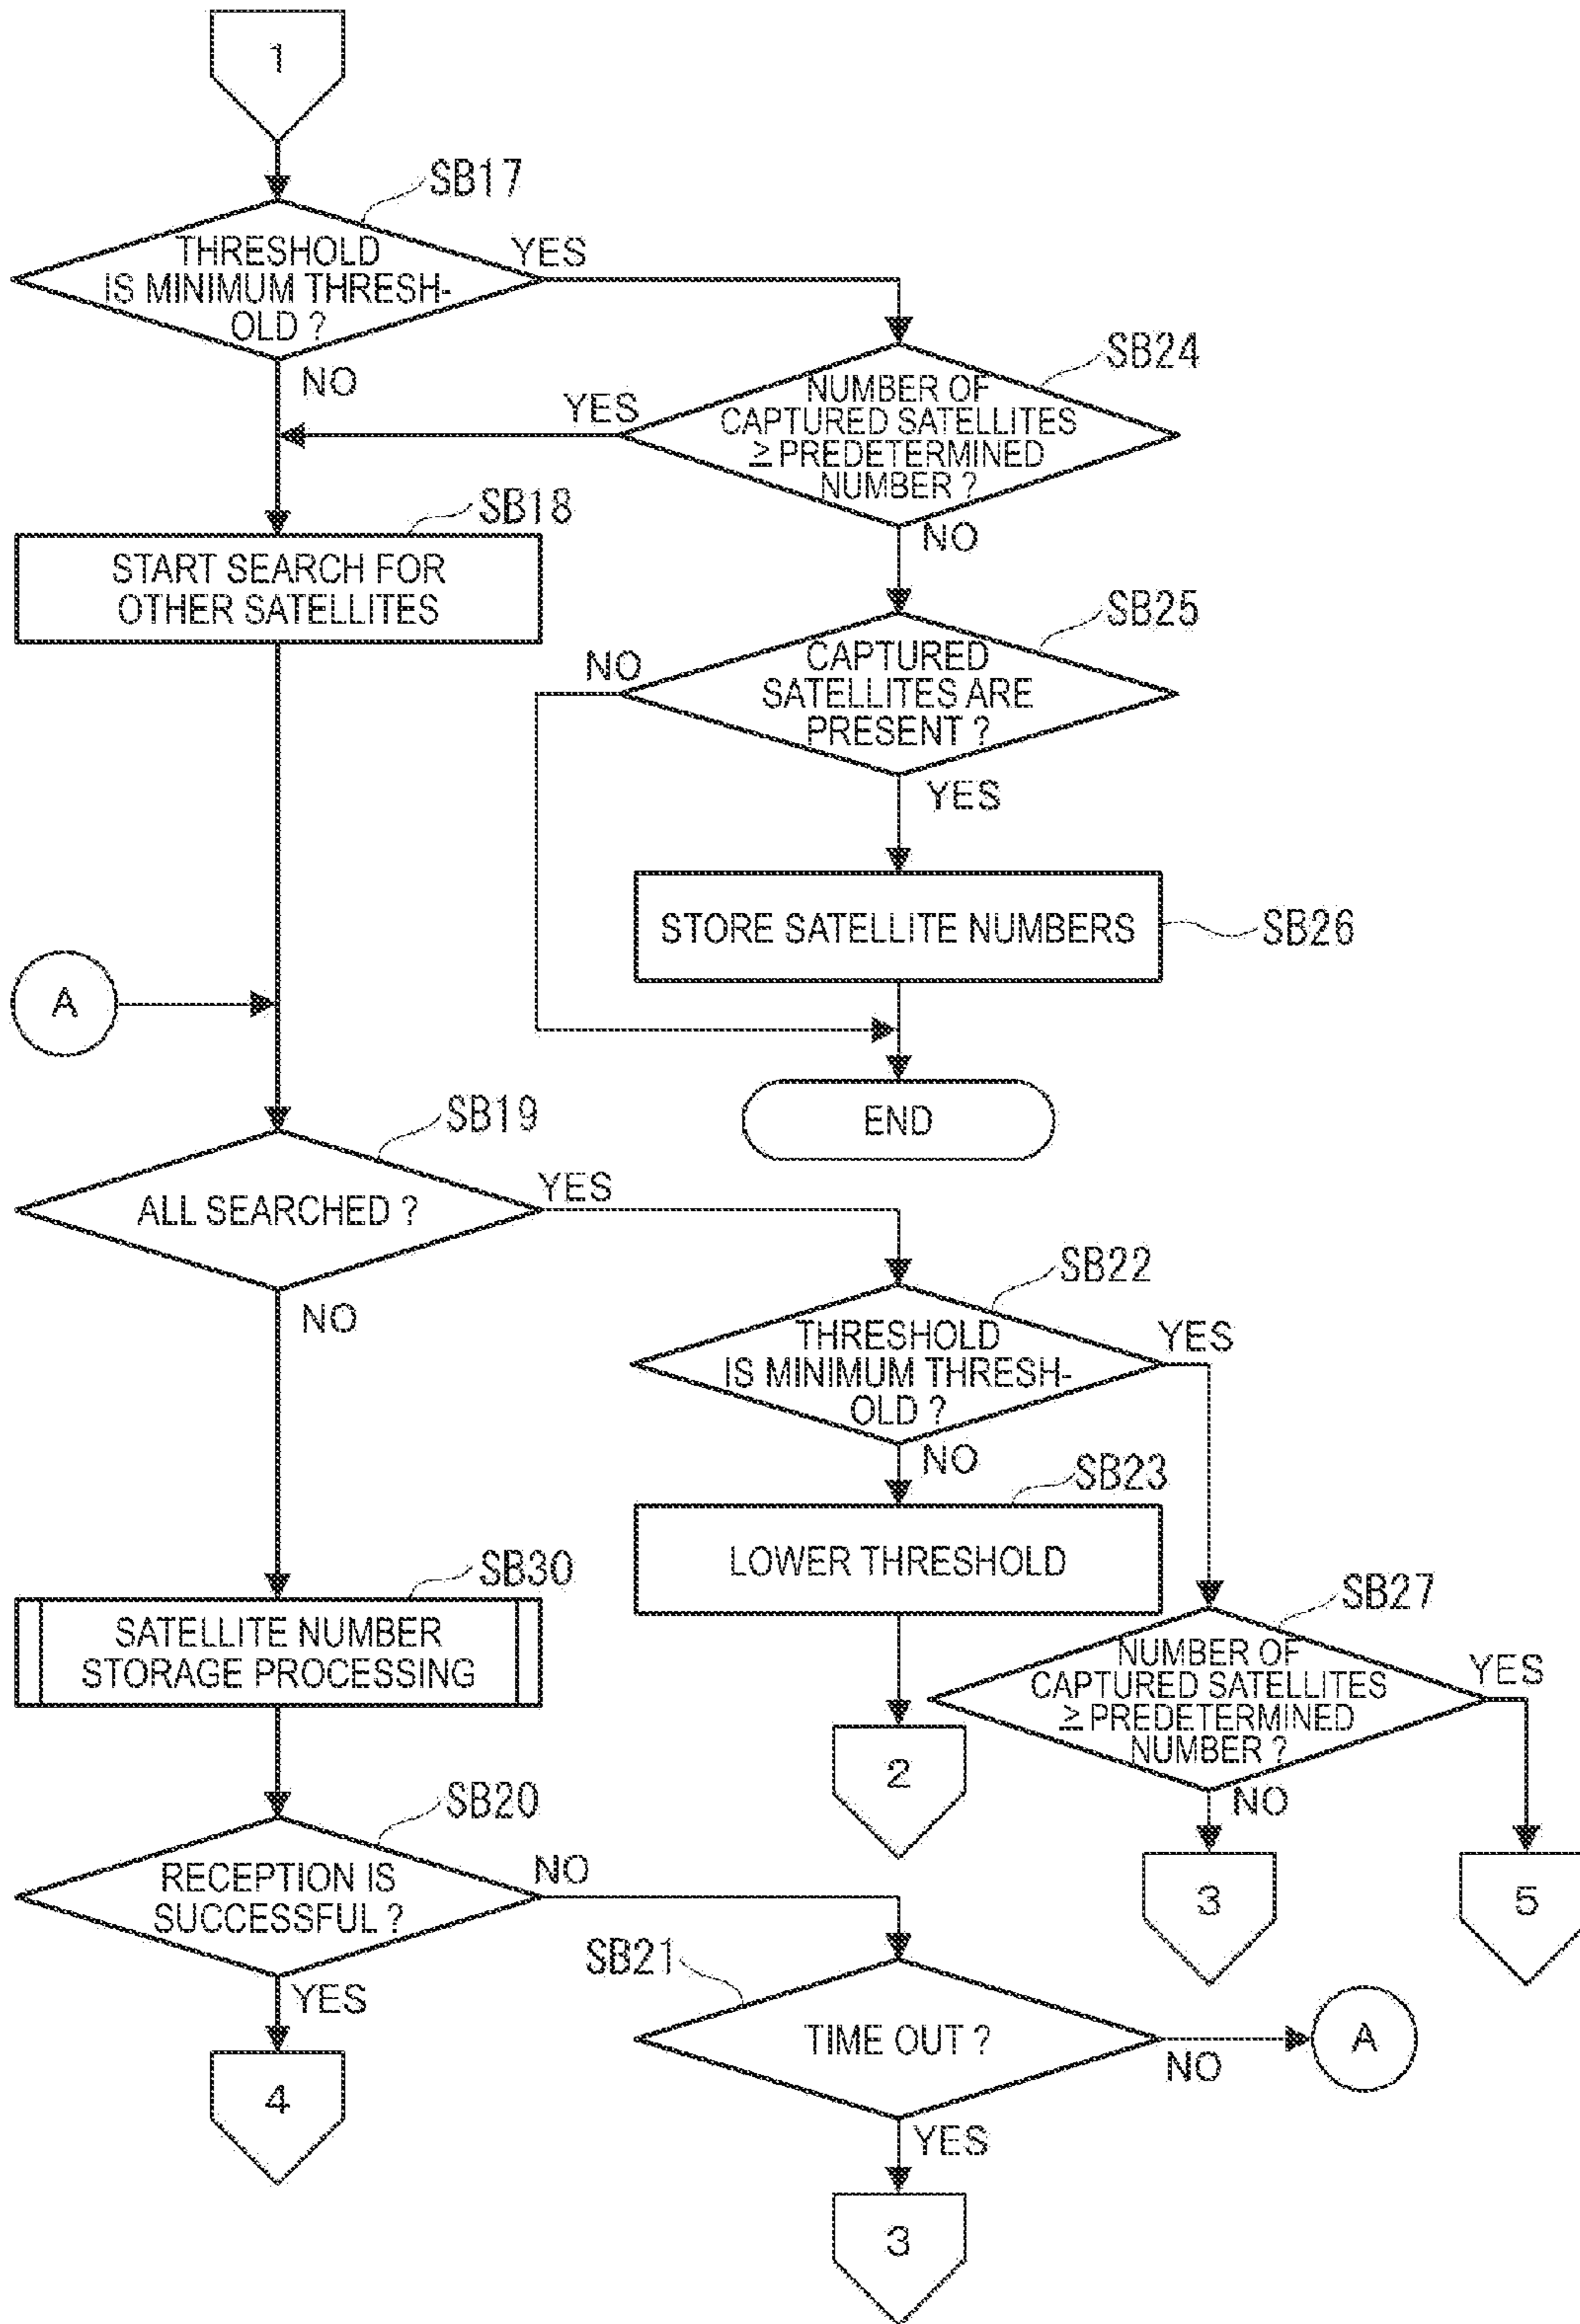 1
SB17
THRESHOLD
IS MINIMUM THRESH-
OLD ?
YES
NO
SB24
NUMBER OF
CAPTURED SATELLITES
≥ PREDETERMINED
NUMBER ?
YES
NO
SB18
START SEARCH FOR
OTHER SATELLITES
SB25
CAPTURED
SATELLITES ARE
PRESENT ?
NO
YES
STORE SATELLITE NUMBERS
SB26
A
END
SB19
ALL SEARCHED ?
YES
NO
SB22
THRESHOLD
IS MINIMUM THRESH-
OLD ?
YES
NO
SB23
LOWER THRESHOLD
SB30
SATELLITE NUMBER
STORAGE PROCESSING
SB27
NUMBER OF
CAPTURED SATELLITES
≥ PREDETERMINED
NUMBER ?
YES
NO
2
3
5
SB20
RECEPTION IS
SUCCESSFUL ?
NO
YES
SB21
TIME OUT ?
NO
A
YES
4
3